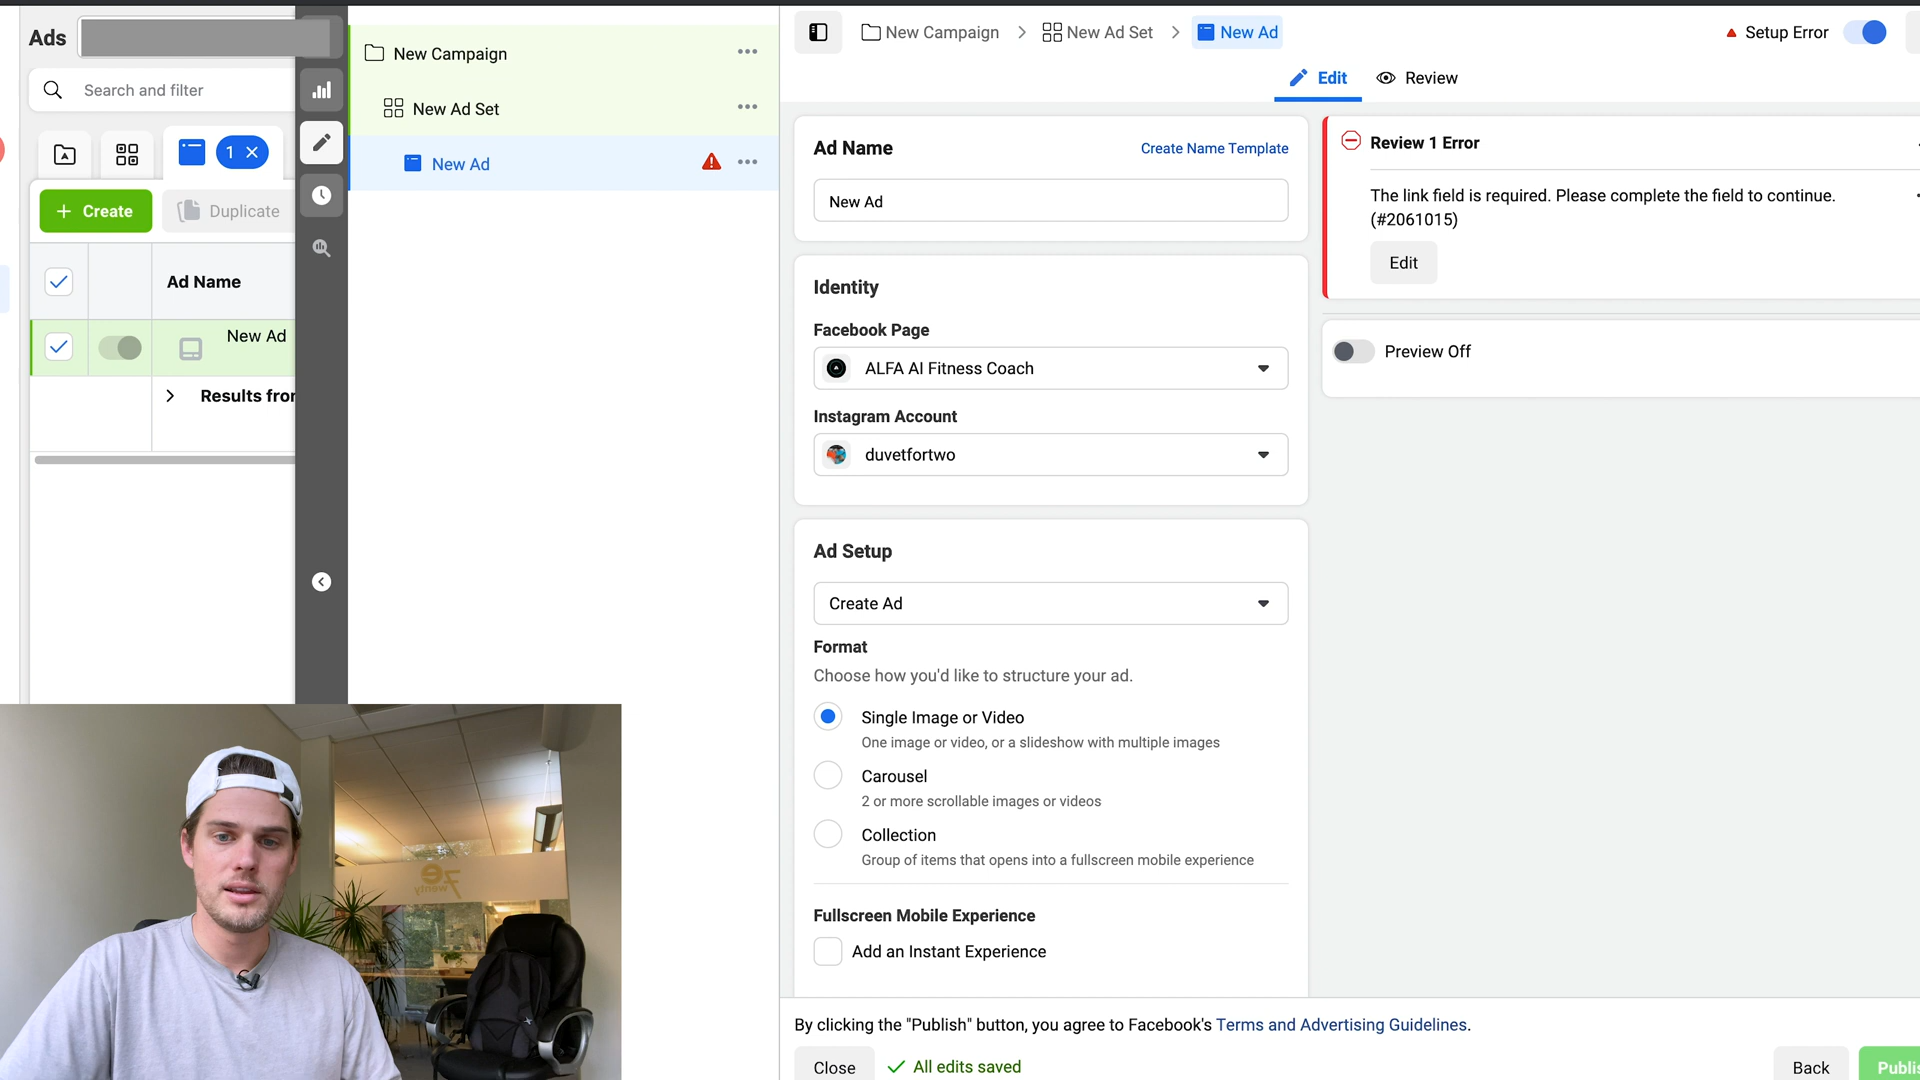 Ads
Search and filter
1
Create
Duplicate
Ad Name
New Ad
Results from
New Campaign
New Ad Set
New Ad
New Campaign
New Ad Set
New Ad
Setup Error
Edit
Review
Ad Name
Create Name Template
New Ad
Identity
Facebook Page
ALFA AI Fitness Coach
Instagram Account
duvetfortwo
Ad Setup
Create Ad
Format
Choose how you'd like to structure your ad.
Single Image or Video
One image or video, or a slideshow with multiple images
Carousel
2 or more scrollable images or videos
Collection
Group of items that opens into a fullscreen mobile experience
Fullscreen Mobile Experience
Add an Instant Experience
Review 1 Error
The link field is required. Please complete the field to continue.
(#2061015)
Edit
Preview Off
By clicking the "Publish" button, you agree to Facebook's Terms and Advertising Guidelines.
Close
All edits saved
Back
Publis